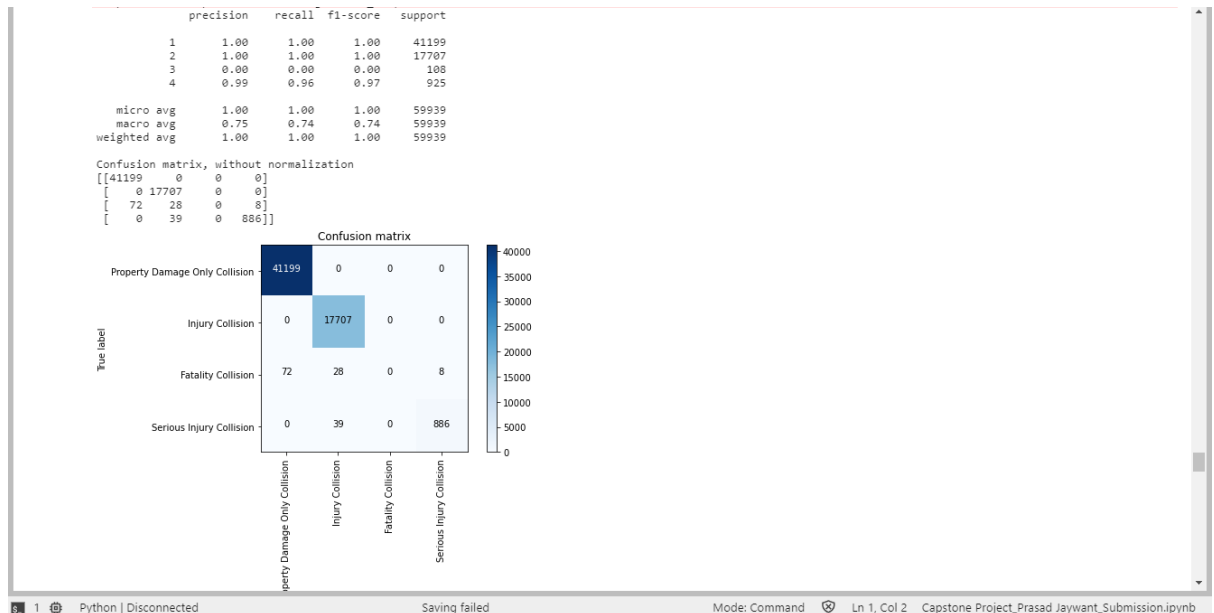 precision    recall  f1-score   support
1       1.00      1.00      1.00     41199
2       1.00      1.00      1.00     17707
3       0.00      0.00      0.00       108
4       0.99      0.96      0.97       925
micro avg       1.00      1.00      1.00     59939
macro avg       0.75      0.74      0.74     59939
weighted avg       1.00      1.00      1.00     59939
Confusion matrix, without normalization
[[41199     0     0     0]
[    0 17707     0     0]
[   72    28     0     8]
[    0    39     0   886]]
Confusion matrix
Property Damage Only Collision 41199 0 0 0
Injury Collision 0 17707 0 0
Fatality Collision 72 28 0 8
Serious Injury Collision 0 39 0 886
True label
40000
35000
30000
25000
20000
15000
10000
5000
0
perty Damage Only Collision
Injury Collision
Fatality Collision
Serious Injury Collision
1 Python | Disconnected Saving failed Mode: Command Ln 1, Col 2 Capstone Project_Prasad Jaywant_Submission.ipynb